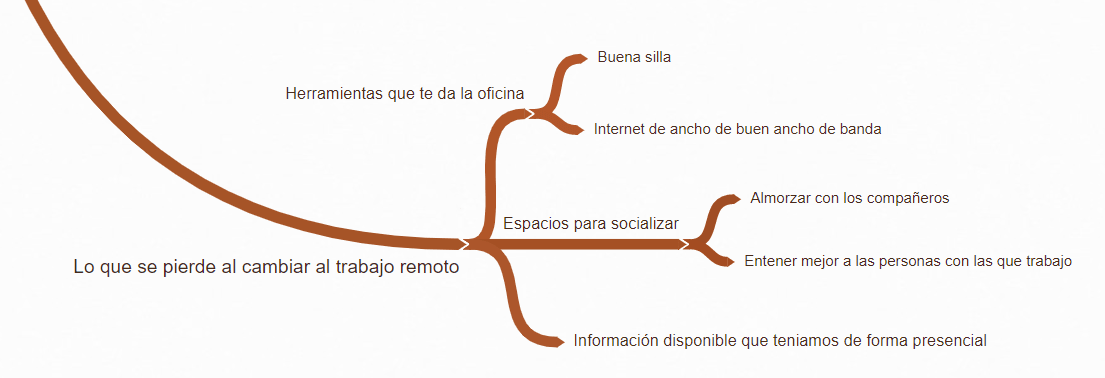 Buena silla
Herramientas que te da la oficina
Internet de ancho de buen ancho de banda
Almorzar con los compañeros
Espacios para socializar
Entener mejor a las personas con las que trabajo
Lo que se pierde al cambiar al trabajo remoto
Información disponible que teniamos de forma presencial